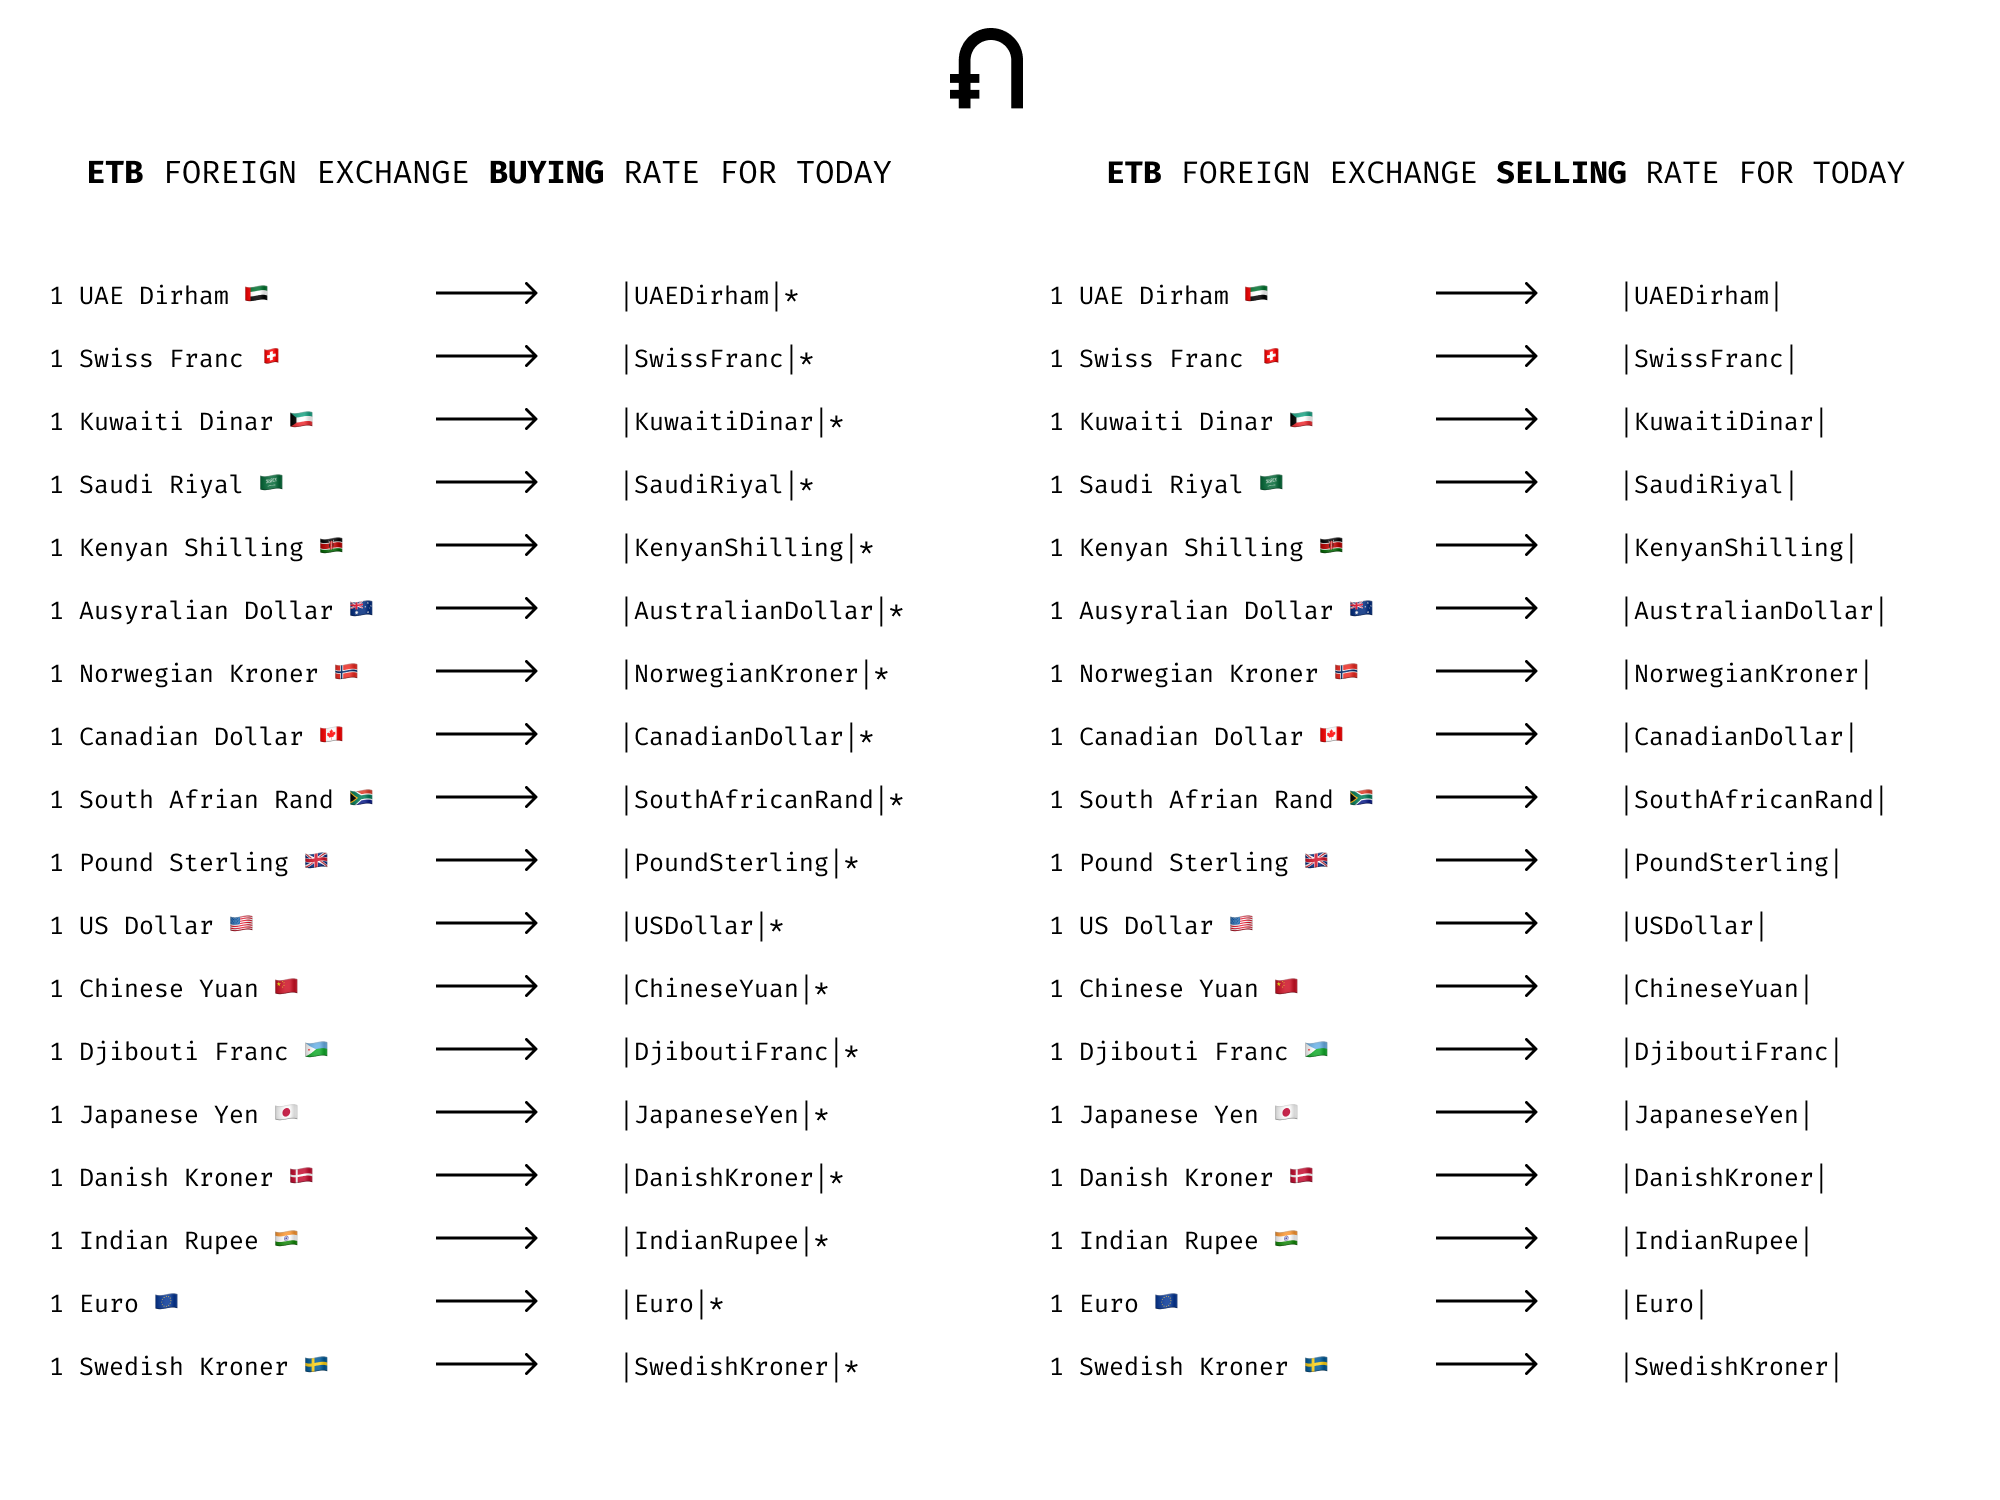 ETB FOREIGN EXCHANGE BUYING RATE FOR TODAY
1 UAE Dirham |UAEDirham|*
1 Swiss Franc |SwissFranc|*
1 Kuwaiti Dinar |KuwaitiDinar|*
1 Saudi Riyal |SaudiRiyal|*
1 Kenyan Shilling |KenyanShilling|*
1 Ausyralian Dollar |AustralianDollar|*
1 Norwegian Kroner |NorwegianKroner|*
1 Canadian Dollar |CanadianDollar|*
1 South Afrian Rand |SouthAfricanRand|*
1 Pound Sterling |PoundSterling|*
1 US Dollar |USDollar|*
1 Chinese Yuan |ChineseYuan|*
1 Djibouti Franc |DjiboutiFranc|*
1 Japanese Yen |JapaneseYen|*
1 Danish Kroner |DanishKroner|*
1 Indian Rupee |IndianRupee|*
1 Euro |Euro|*
1 Swedish Kroner |SwedishKroner|*
ETB FOREIGN EXCHANGE SELLING RATE FOR TODAY
1 UAE Dirham |UAEDirham|
1 Swiss Franc |SwissFranc|
1 Kuwaiti Dinar |KuwaitiDinar|
1 Saudi Riyal |SaudiRiyal|
1 Kenyan Shilling |KenyanShilling|
1 Ausyralian Dollar |AustralianDollar|
1 Norwegian Kroner |NorwegianKroner|
1 Canadian Dollar |CanadianDollar|
1 South Afrian Rand |SouthAfricanRand|
1 Pound Sterling |PoundSterling|
1 US Dollar |USDollar|
1 Chinese Yuan |ChineseYuan|
1 Djibouti Franc |DjiboutiFranc|
1 Japanese Yen |JapaneseYen|
1 Danish Kroner |DanishKroner|
1 Indian Rupee |IndianRupee|
1 Euro |Euro|
1 Swedish Kroner |SwedishKroner|